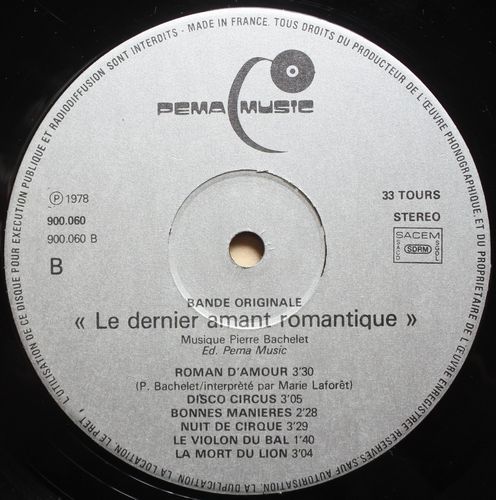 L'UTILISATION DE CE DISQUE POUR EXECUTION PUBLIQUE ET RADIODIFFUSION SONT INTERDITS - MADE IN FRANCE. TOUS DROITS DU PRODUCTEUR DE L'ŒUVRE PHONOGRAPHIQUE ET DU PROPRIETAIRE DE L'ŒUVRE ENREGISTREE RESERVES. SAUF AUTORISATION, LA DUPLICATION, LA LOCATION, LE PRET,
PEMA MUSIC
Ⓟ 1978
900.060
900.060 B
B
33 TOURS
STEREO
SACEM
SACD
SDRM
SGDL
BANDE ORIGINALE
« Le dernier amant romantique »
Musique Pierre Bachelet
Ed. Pema Music
ROMAN D'AMOUR 3'30
(P. Bachelet/interprété par Marie Laforêt)
DISCO CIRCUS 3'05
BONNES MANIERES 2'28
NUIT DE CIRQUE 3'29
LE VIOLON DU BAL 1'40
LA MORT DU LION 3'04